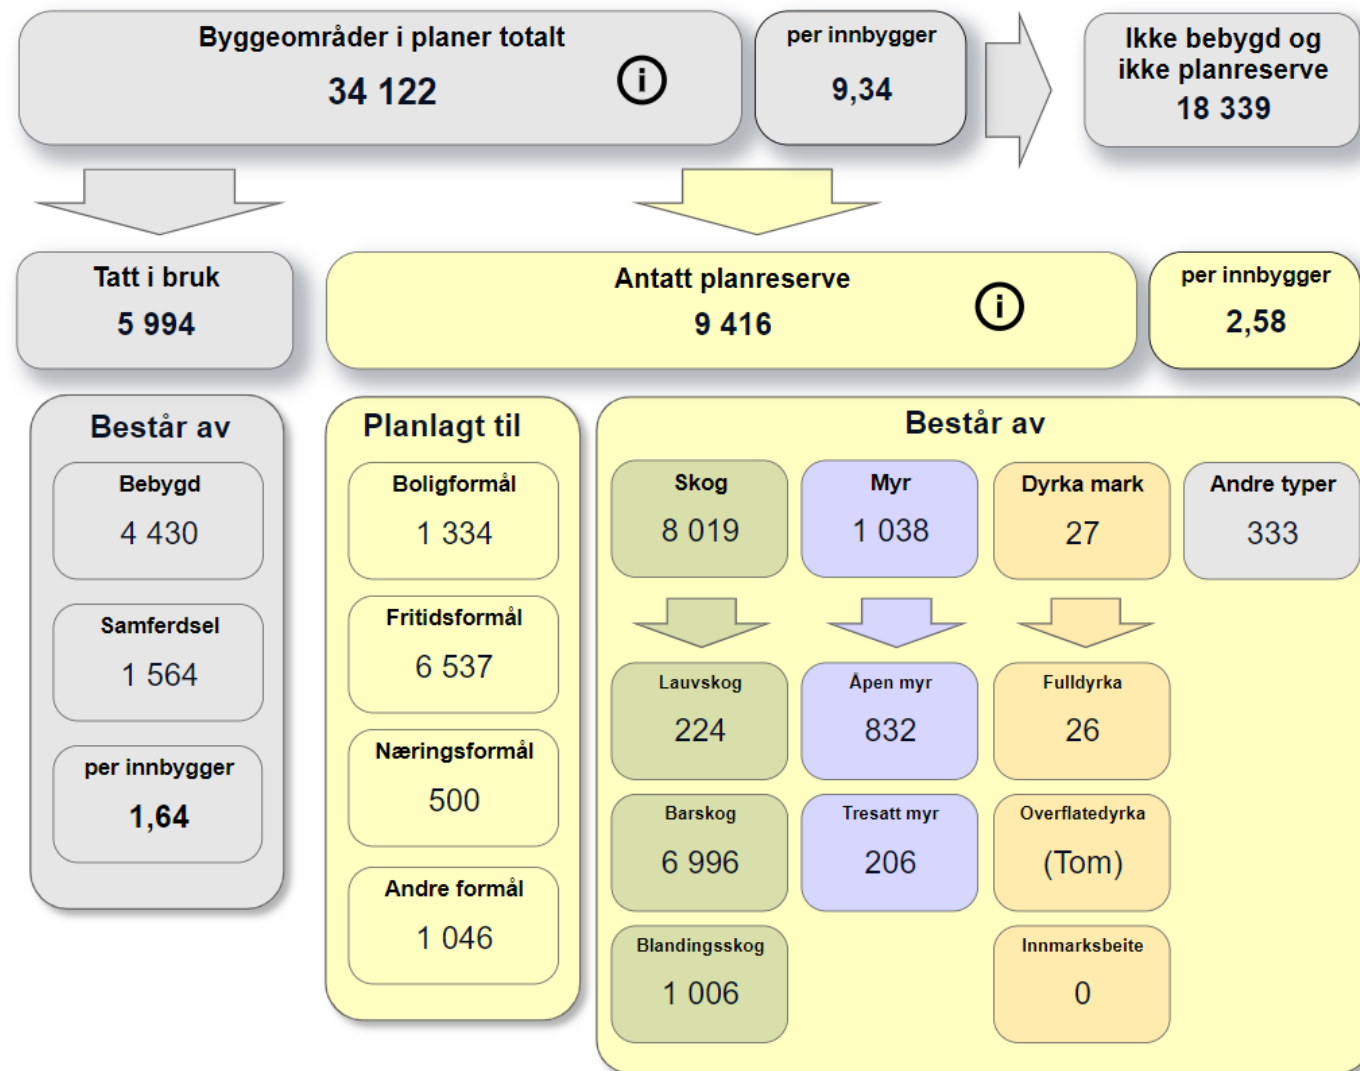 Byggeområder i planer totalt
34 122
i
per innbygger
9,34
Ikke bebygd og
ikke planreserve
18 339
Tatt i bruk
5 994
Antatt planreserve
9 416
i
per innbygger
2,58
Består av
Bebygd
4 430
Samferdsel
1 564
per innbygger
1,64
Planlagt til
Boligformål
1 334
Fritidsformål
6 537
Næringsformål
500
Andre formål
1 046
Består av
Skog
8 019
Myr
1 038
Dyrka mark
27
Andre typer
333
Lauvskog
224
Åpen myr
832
Fulldyrka
26
Barskog
6 996
Tresatt myr
206
Overflatedyrka
(Tom)
Blandingsskog
1 006
Innmarksbeite
0